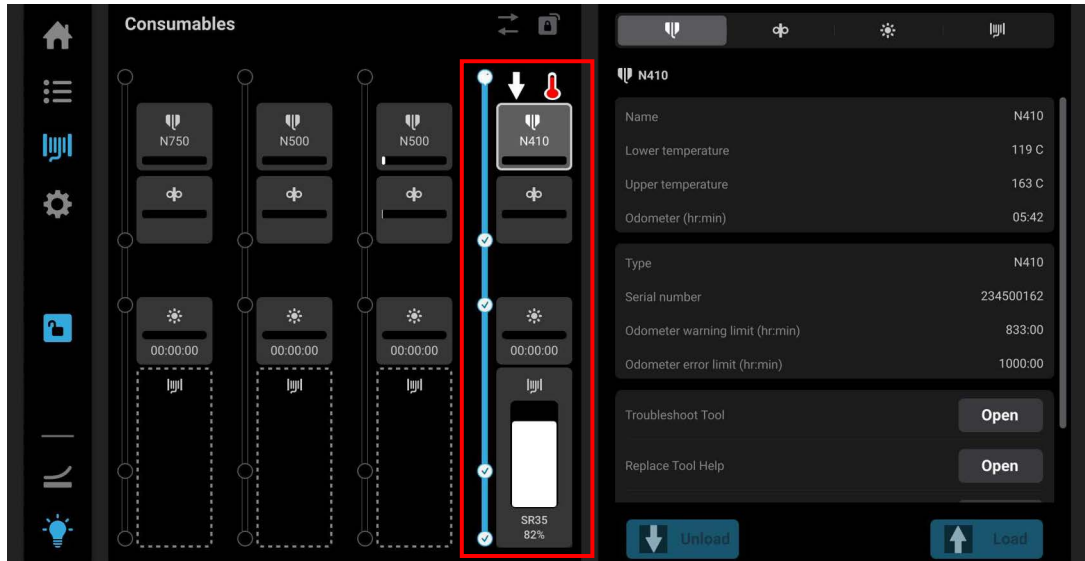 Consumables
N750
N500
N500
N410
00:00:00
00:00:00
00:00:00
00:00:00
SR35
82%
N410
Name N410
Lower temperature 119 C
Upper temperature 163 C
Odometer (hr:min) 05:42
Type N410
Serial number 234500162
Odometer warning limit (hr:min) 833:00
Odometer error limit (hr:min) 1000:00
Troubleshoot Tool Open
Replace Tool Help Open
Unload
Load